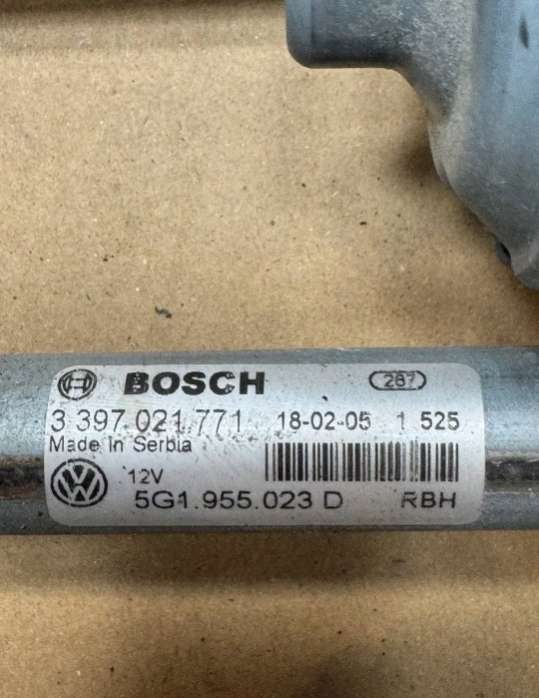 BOSCH 287
3 397 021 771 18-02-05 1 525
Made in Serbia
12V
5G1.955.023 D RBH